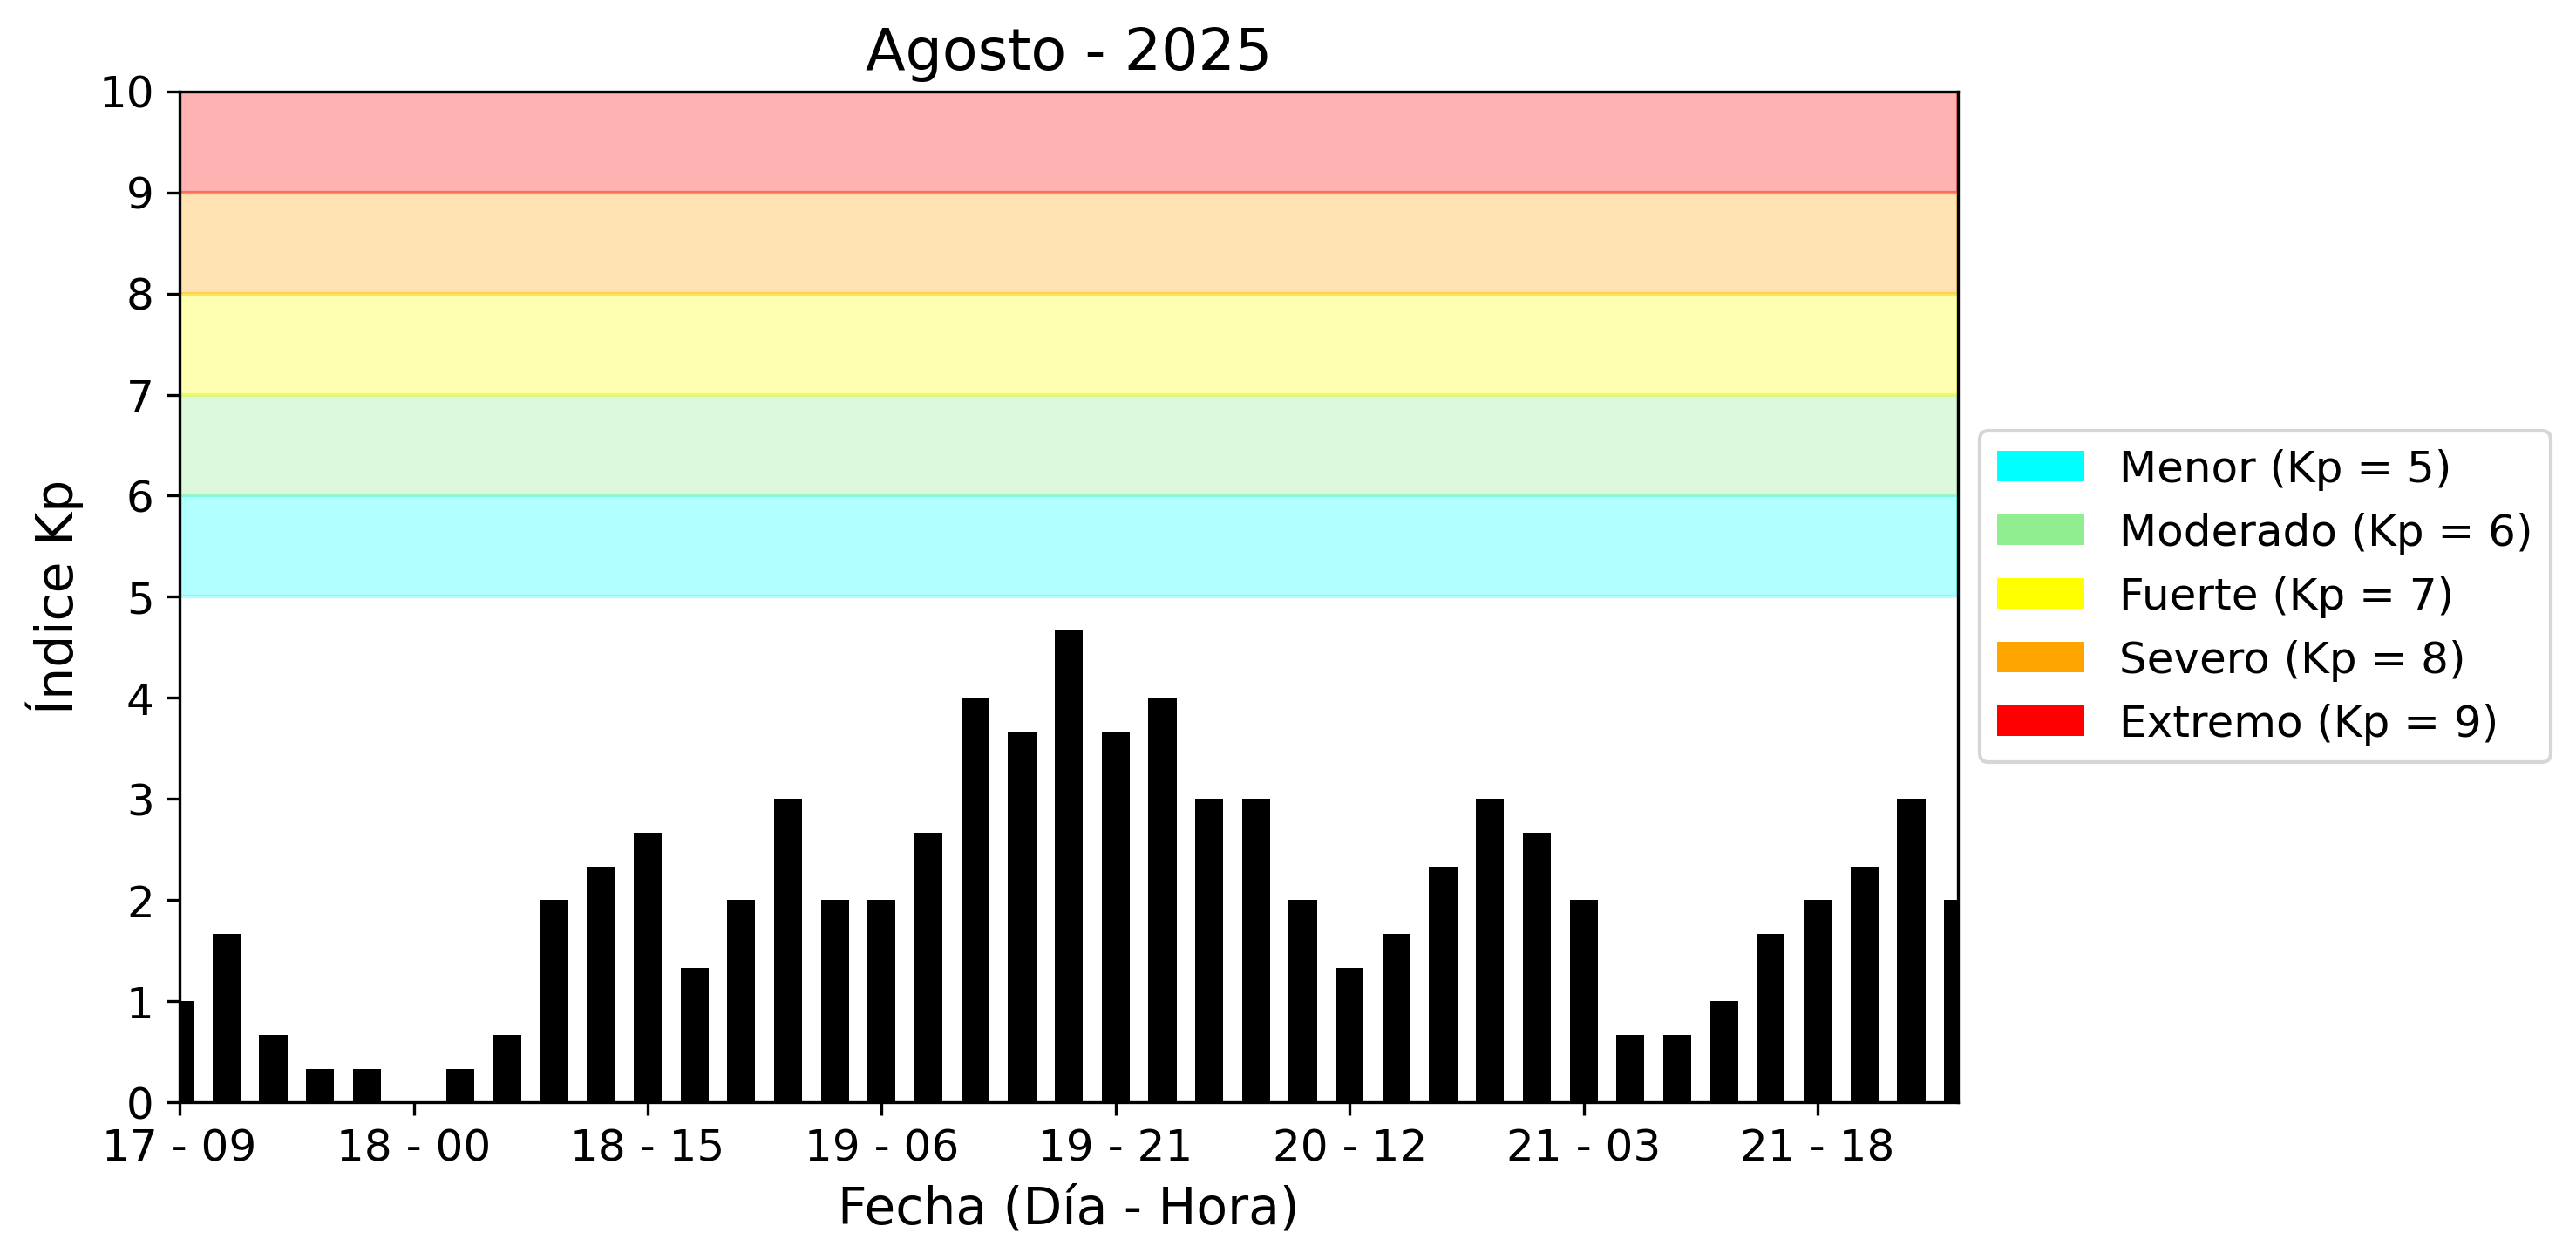 Agosto - 2025
10
9
8
7
6
5
4
3
2
1
0
Índice Kp
17 - 09
18 - 00
18 - 15
19 - 06
19 - 21
20 - 12
21 - 03
21 - 18
Fecha (Día - Hora)
Menor (Kp = 5)
Moderado (Kp = 6)
Fuerte (Kp = 7)
Severo (Kp = 8)
Extremo (Kp = 9)